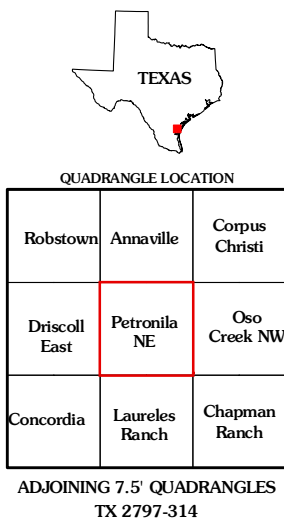 TEXAS
QUADRANGLE LOCATION
Robstown
Annaville
Corpus
Christi
Driscoll
East
Petronila
NE
Oso
Creek NW
Concordia
Laureles
Ranch
Chapman
Ranch
ADJOINING 7.5' QUADRANGLES
TX 2797-314